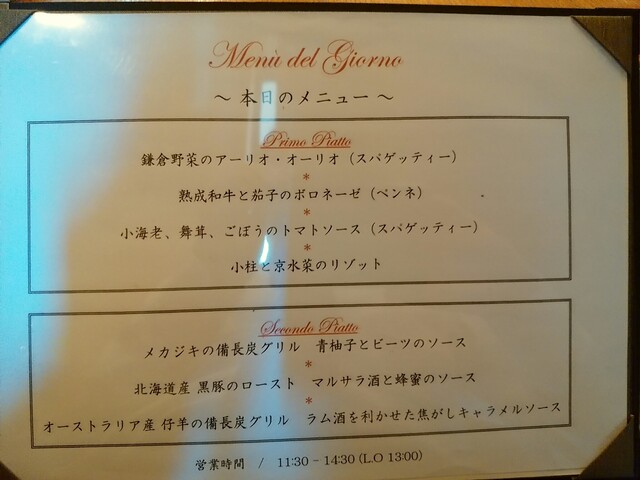 Menù del Giorno
～ 本日のメニュー ～
Primo Piatto
鎌倉野菜のアーリオ・オーリオ（スパゲッティー）
*
熟成和牛と茄子のボロネーゼ（ペンネ）
*
小海老、舞茸、ごぼうのトマトソース（スパゲッティー）
*
小柱と京水菜のリゾット
Secondo Piatto
メカジキの備長炭グリル　青柚子とビーツのソース
*
北海道産 黒豚のロースト　マルサラ酒と蜂蜜のソース
*
オーストラリア産 仔羊の備長炭グリル　ラム酒を利かせた焦がしキャラメルソース
営業時間　/　11:30 - 14:30 (L.O 13:00)